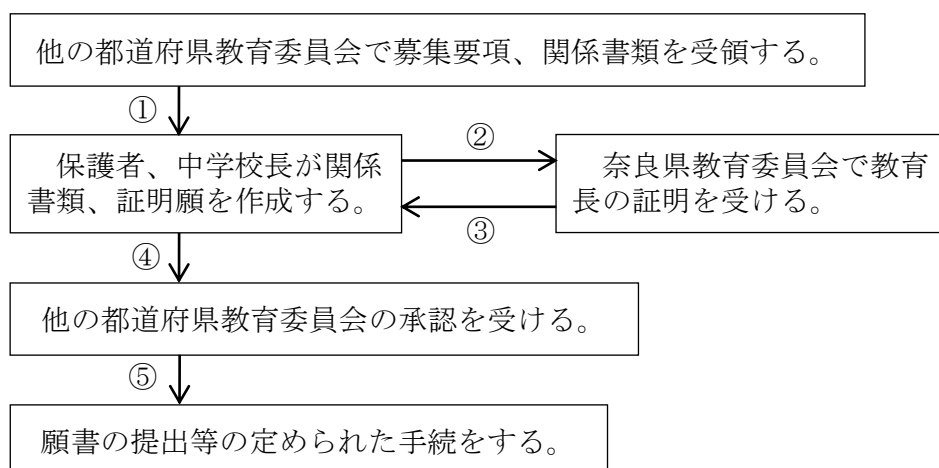 他の都道府県教育委員会で募集要項、関係書類を受領する。
①
保護者、中学校長が関係
書類、証明願を作成する。
②
③
奈良県教育委員会で教育
長の証明を受ける。
④
他の都道府県教育委員会の承認を受ける。
⑤
願書の提出等の定められた手続をする。